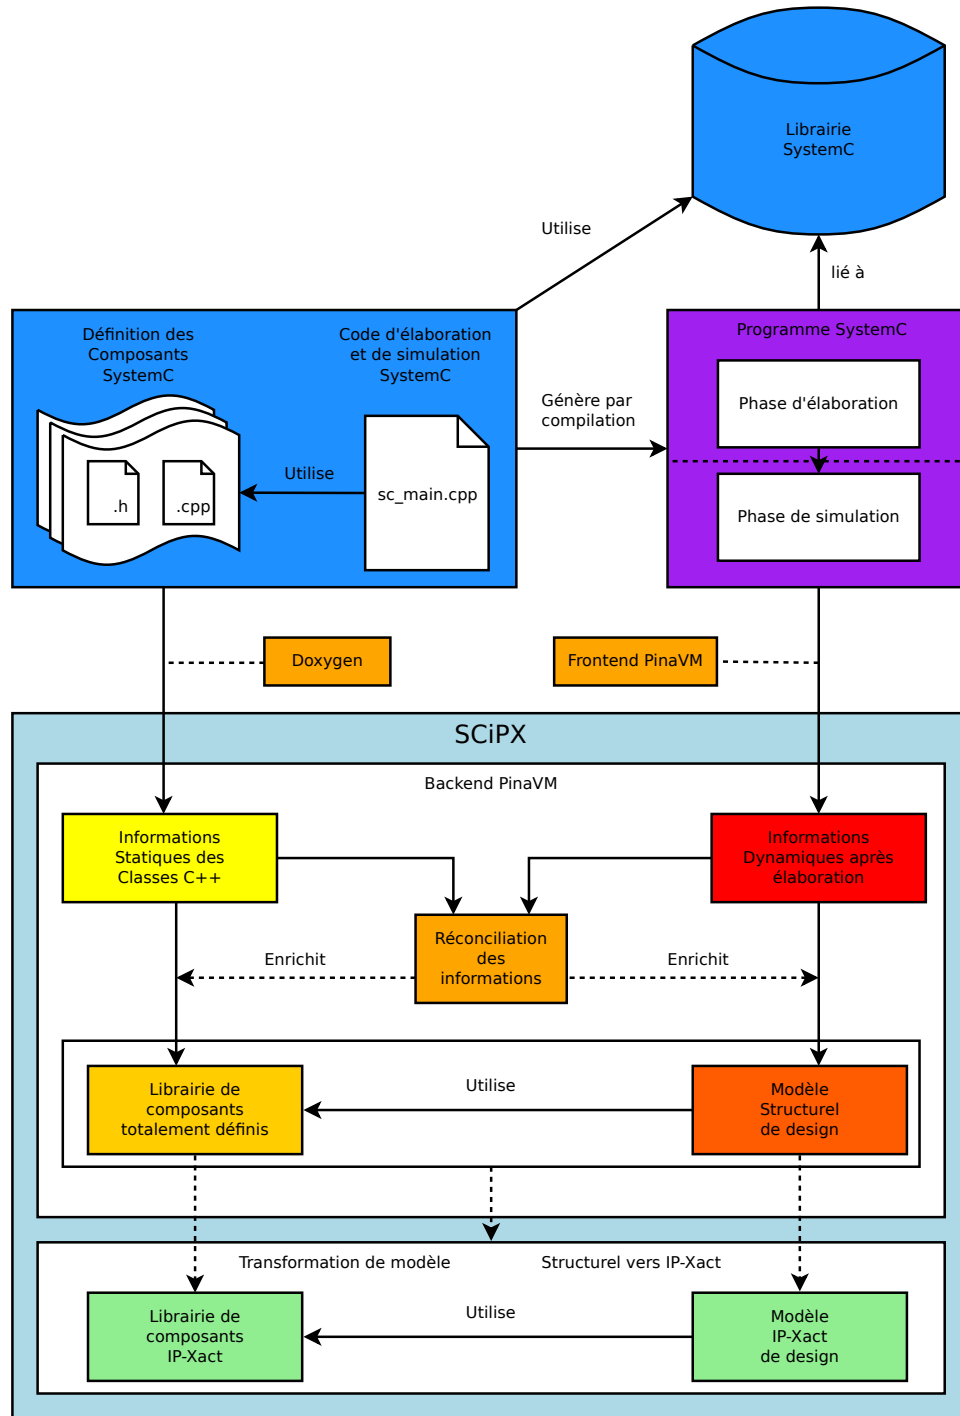 Librairie
SystemC
Utilise
lié à
Définition des
Composants
SystemC
Code d'élaboration
et de simulation
SystemC
Programme SystemC
Phase d'élaboration
Génère par
compilation
Utilise
.h
.cpp
sc_main.cpp
Phase de simulation
Doxygen
Frontend PinaVM
SCiPX
Backend PinaVM
Informations
Statiques des
Classes C++
Informations
Dynamiques après
élaboration
Réconciliation
des
informations
Enrichit
Enrichit
Librairie de
composants
totalement définis
Utilise
Modèle
Structurel
de design
Transformation de modèle
Structurel vers IP-Xact
Librairie de
composants
IP-Xact
Utilise
Modèle
IP-Xact
de design